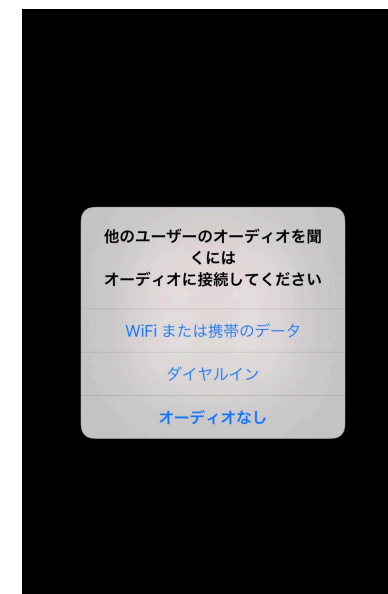 他のユーザーのオーディオを聞
くには
オーディオに接続してください
WiFi または携帯のデータ
ダイヤルイン
オーディオなし